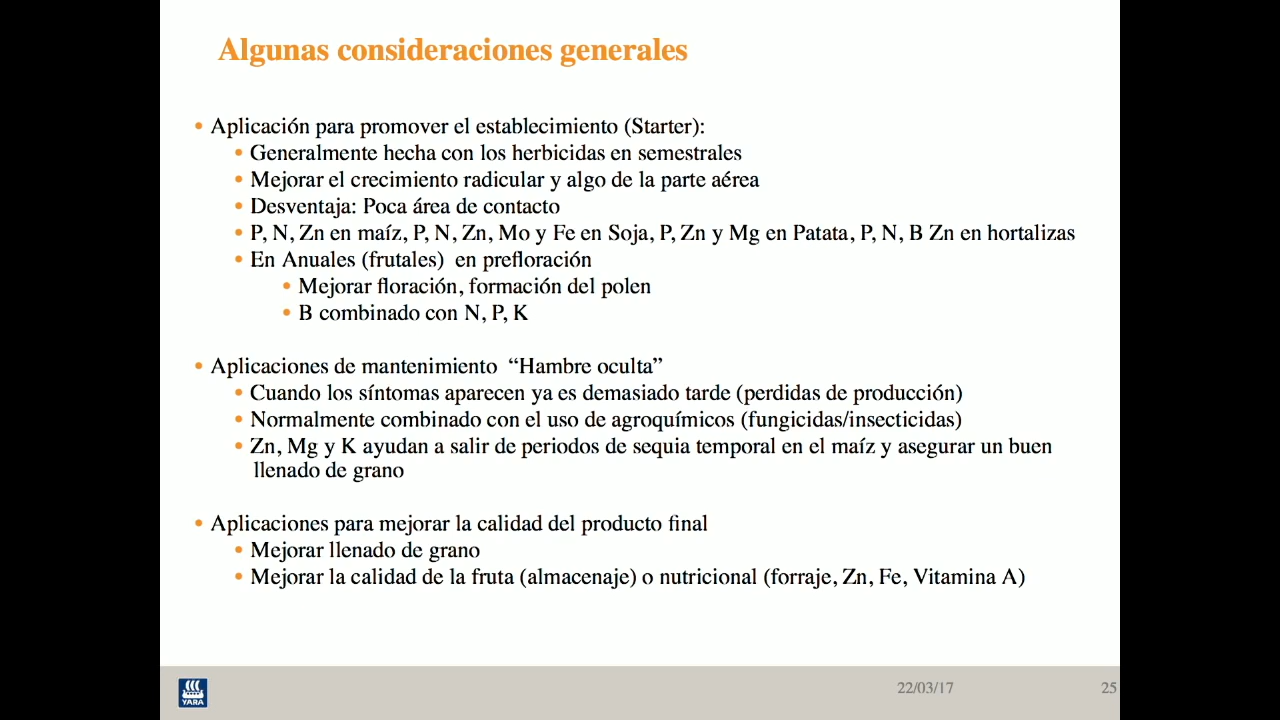 Algunas consideraciones generales
• Aplicación para promover el establecimiento (Starter):
• Generalmente hecha con los herbicidas en semestrales
• Mejorar el crecimiento radicular y algo de la parte aérea
• Desventaja: Poca área de contacto
• P, N, Zn en maíz, P, N, Zn, Mo y Fe en Soja, P, Zn y Mg en Patata, P, N, B Zn en hortalizas
• En Anuales (frutales) en prefloración
• Mejorar floración, formación del polen
• B combinado con N, P, K
• Aplicaciones de mantenimiento “Hambre oculta”
• Cuando los síntomas aparecen ya es demasiado tarde (perdidas de producción)
• Normalmente combinado con el uso de agroquímicos (fungicidas/insecticidas)
• Zn, Mg y K ayudan a salir de periodos de sequia temporal en el maíz y asegurar un buen
llenado de grano
• Aplicaciones para mejorar la calidad del producto final
• Mejorar llenado de grano
• Mejorar la calidad de la fruta (almacenaje) o nutricional (forraje, Zn, Fe, Vitamina A)
YARA
22/03/17
25